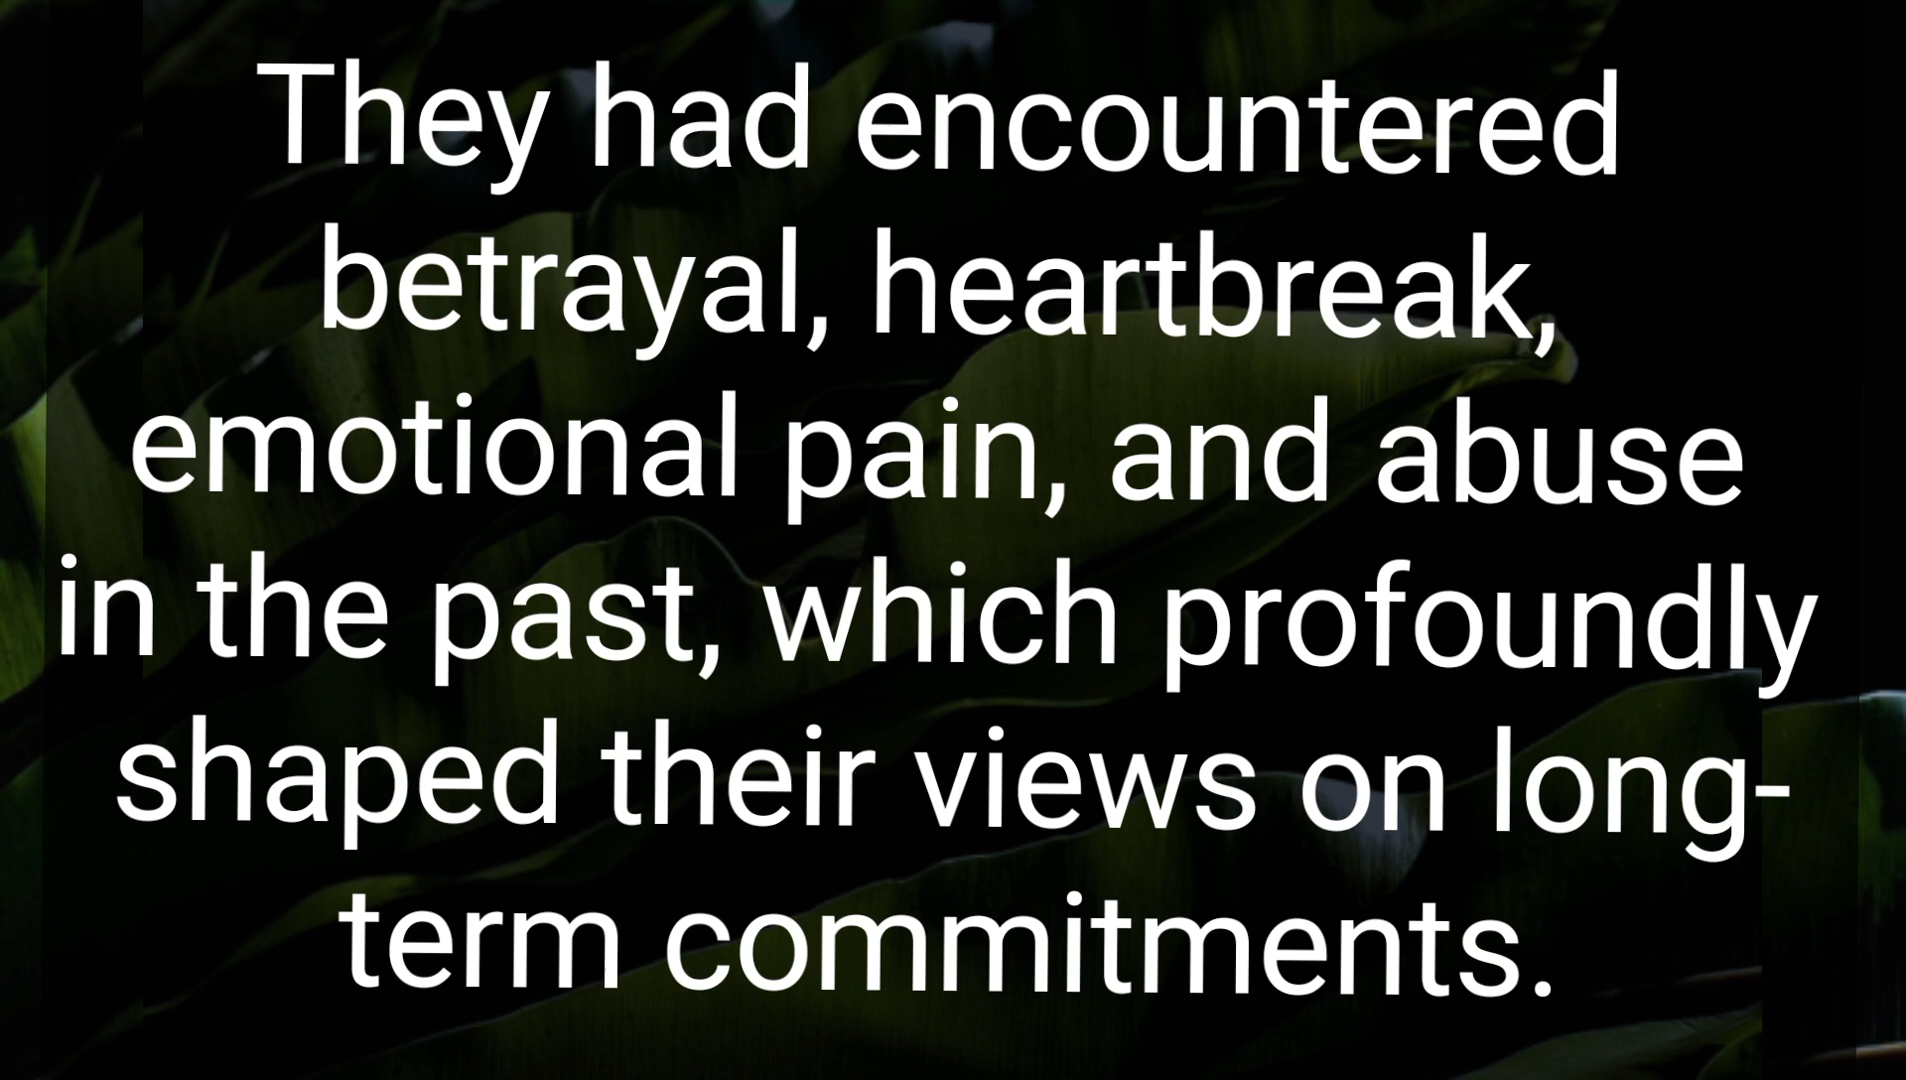 They had encountered
betrayal, heartbreak,
emotional pain, and abuse
in the past, which profoundly
shaped their views on long-
term commitments.